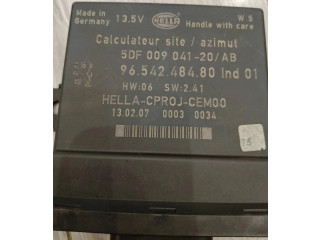 Made in
Germany
13.5V
HELLA
W S
Handle with care
Calculateur site / azimut
5DF 009 041-20/AB
96.542.484.80 Ind 01
HW:06 SW:2.41
HELLA-CPROJ-CEM00
13.02.07 0003 0034